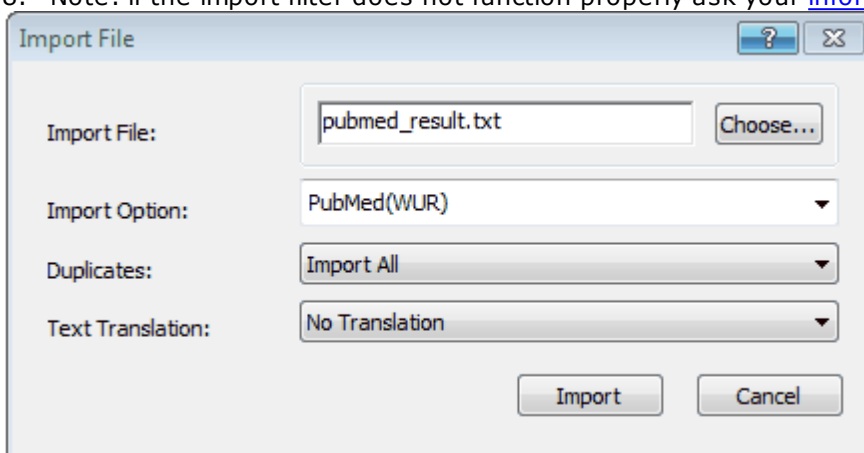 8. Note: if the import filter does not function properly ask your
Import File
Import File:
pubmed_result.txt
Choose...
Import Option:
PubMed(WUR)
Duplicates:
Import All
Text Translation:
No Translation
Import
Cancel